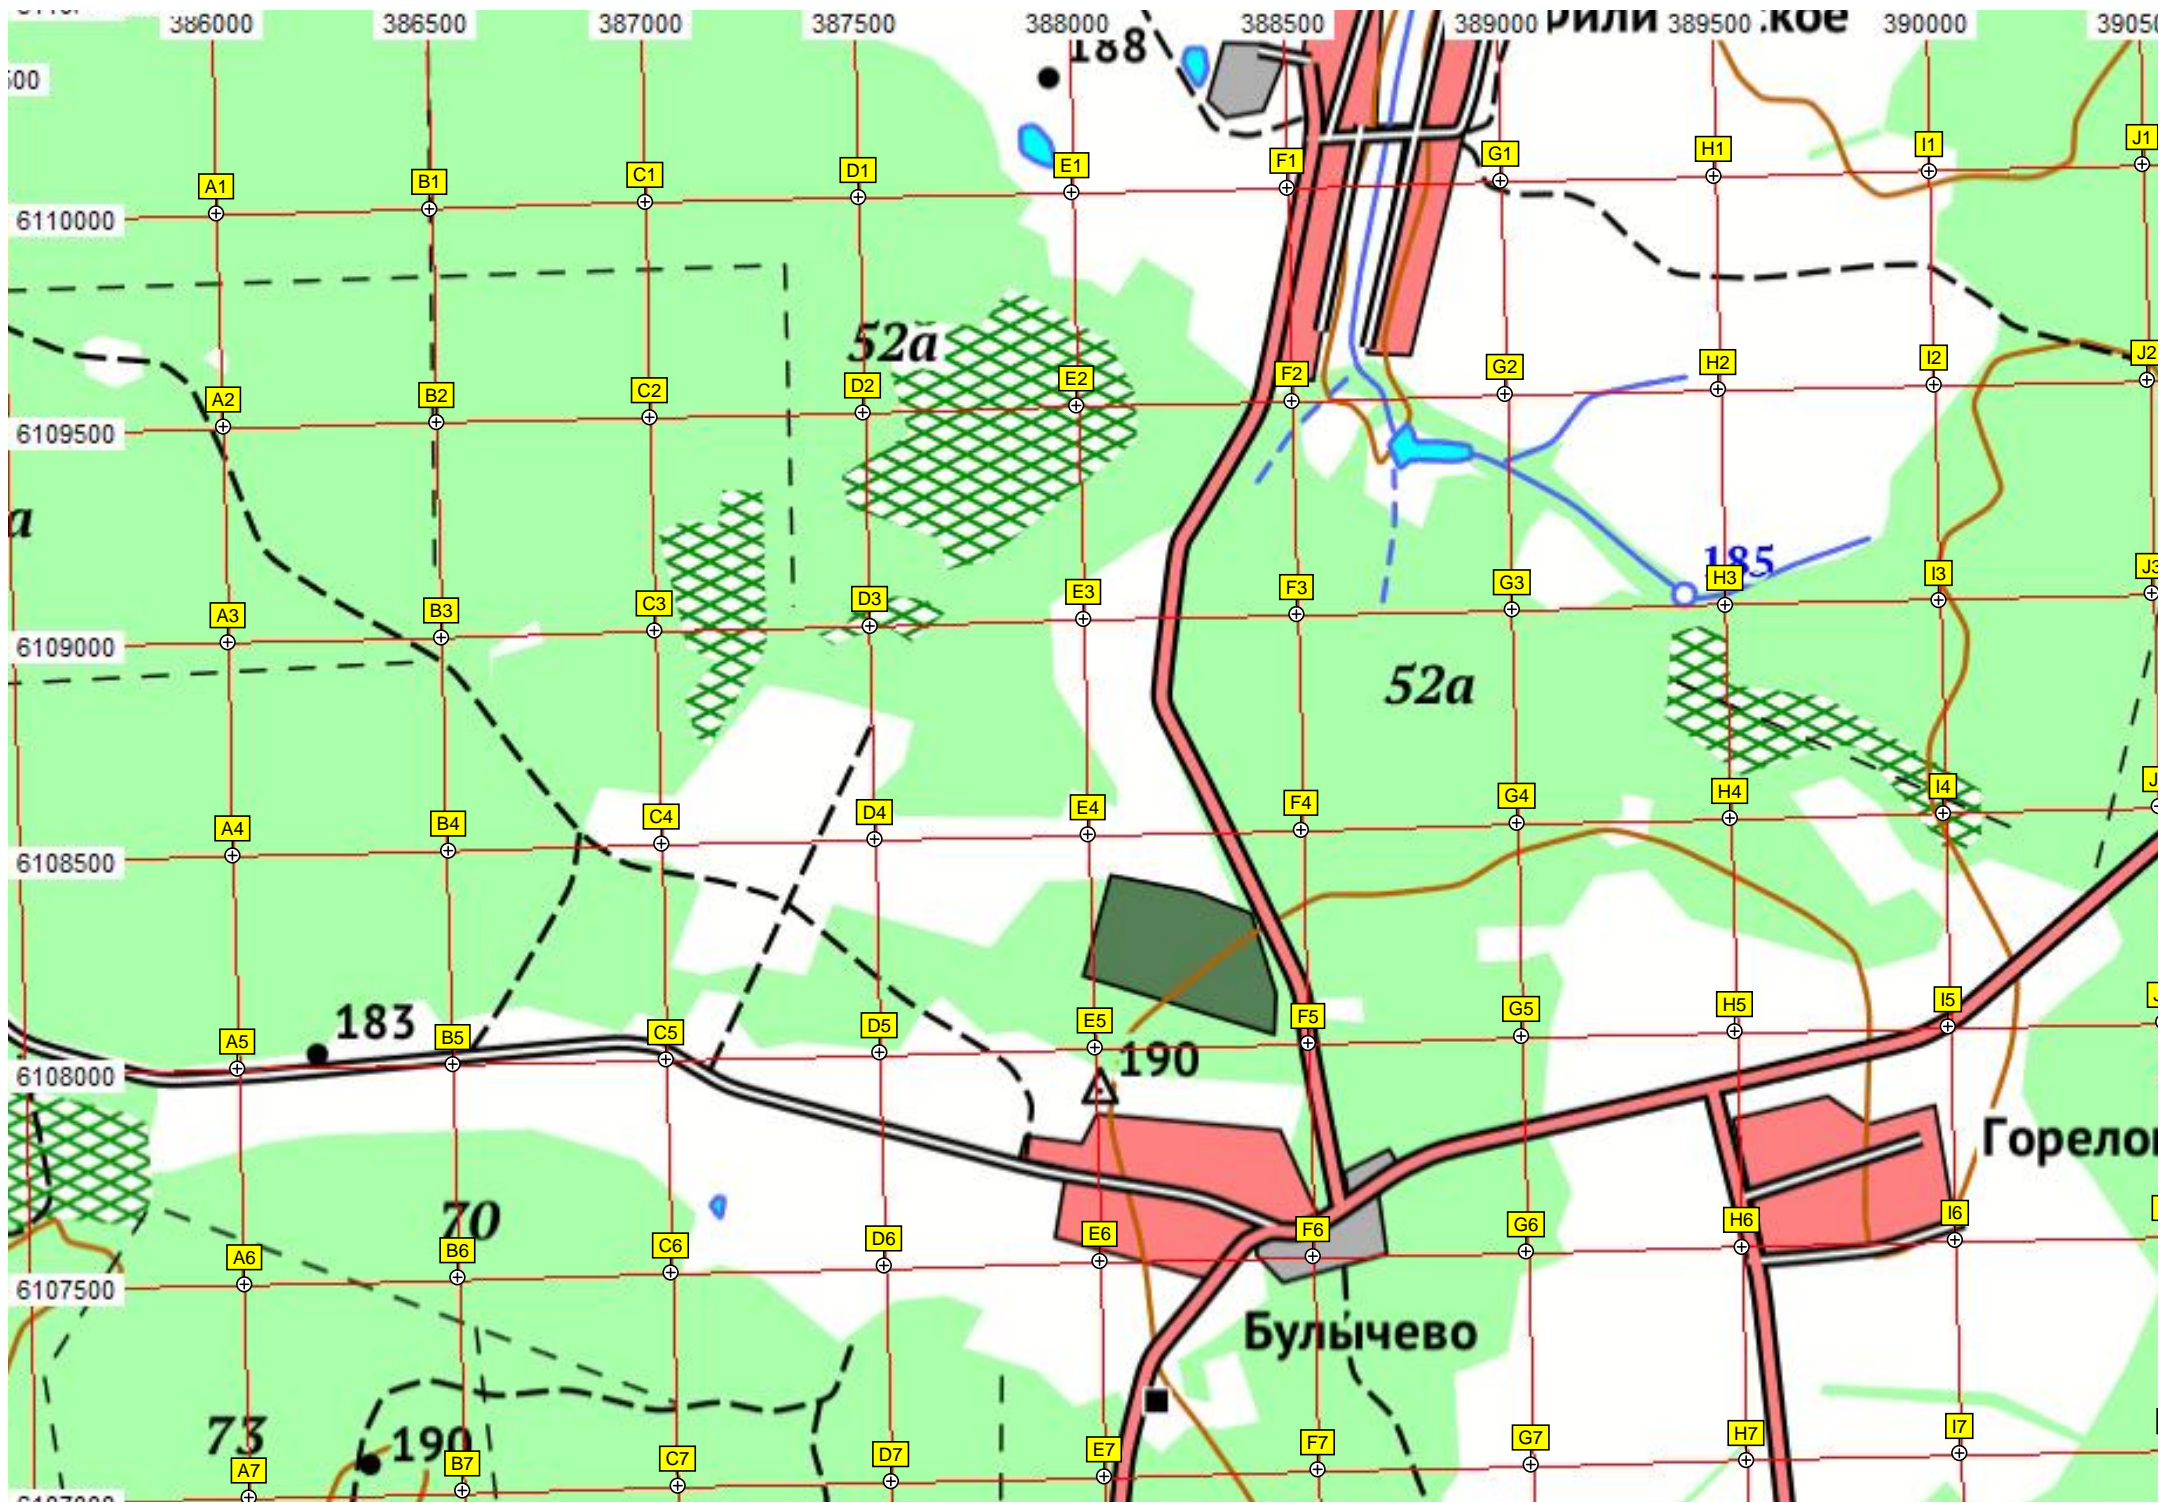 386000 386500 387000 387500 388000 388500 389000 389500 390000
188
A1 B1 C1 D1 E1 F1 G1 H1 I1 J1
6110000
52а
A2 B2 C2 D2 E2 F2 G2 H2 I2 J2
6109500
185
A3 B3 C3 D3 E3 F3 G3 H3 I3 J3
6109000
52а
A4 B4 C4 D4 E4 F4 G4 H4 I4
6108500
183
A5 B5 C5 D5 E5 F5 G5 H5 I5
190
6108000
70
A6 B6 C6 D6 E6 F6 G6 H6 I6
6107500
Булычево
73
190
A7 B7 C7 D7 E7 F7 G7 H7 I7